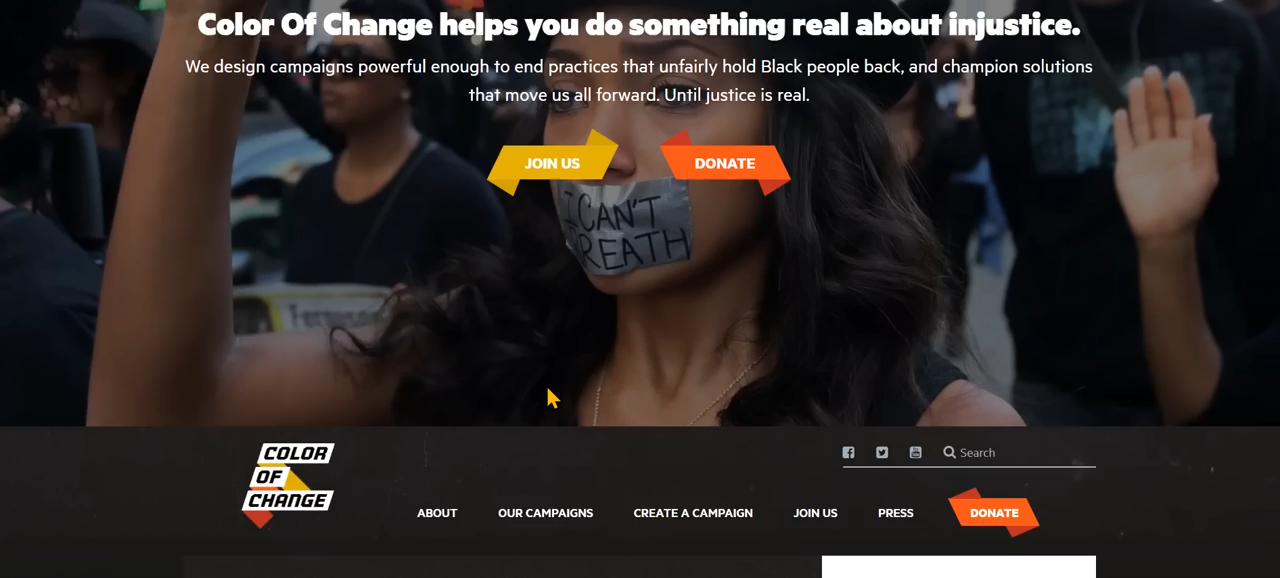 Color Of Change helps you do something real about injustice.
We design campaigns powerful enough to end practices that unfairly hold Black people back, and champion solutions
that move us all forward. Until justice is real.
JOIN US
DONATE
I CAN'T
BREATH
Ferguson
COLOR
OF
CHANGE
Search
ABOUT
OUR CAMPAIGNS
CREATE A CAMPAIGN
JOIN US
PRESS
DONATE